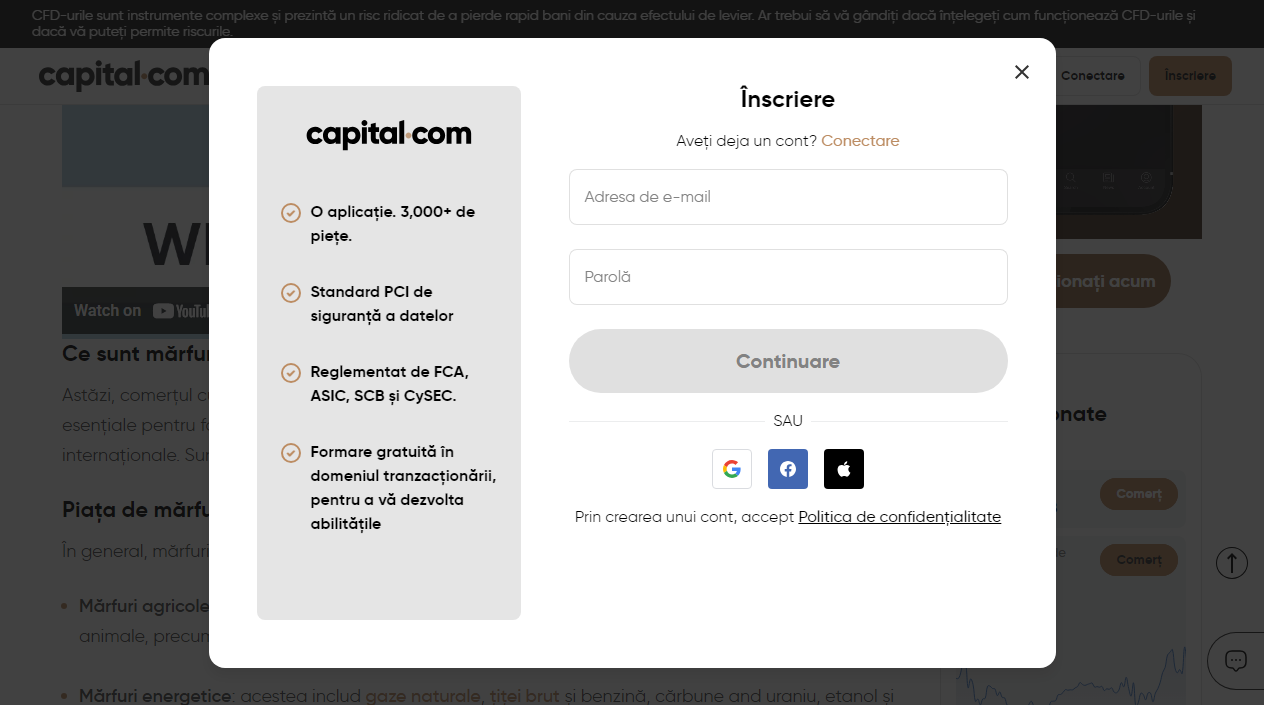 CFD-urile sunt instrumente complexe și prezintă un risc ridicat de a pierde rapid bani din cauza efectului de levier. Ar trebui să vă gândiți dacă înțelegeți cum funcționează CFD-urile și
dacă vă puteți permite riscurile.
capital.com
Conectare
Înscriere
Watch on YouTu
Ce sunt mărfur
Astăzi, comerțul c
esențiale pentru
internaționale. Sun
Piața de mărfu
În general, mărfuri
Mărfuri agricole
animale, precum
Mărfuri energetice: acestea includ gaze naturale, țiței brut și benzină, cărbune and uraniu, etanol și
capital.com
O aplicație. 3,000+ de
piețe.
Standard PCI de
siguranță a datelor
Reglementat de FCA,
ASIC, SCB și CySEC.
Formare gratuită în
domeniul tranzacționării,
pentru a vă dezvolta
abilitățile
Înscriere
Aveți deja un cont? Conectare
Adresa de e-mail
Parolă
Continuare
SAU
Prin crearea unui cont, accept Politica de confidențialitate
ionați acum
onate
Comerț
Comerț